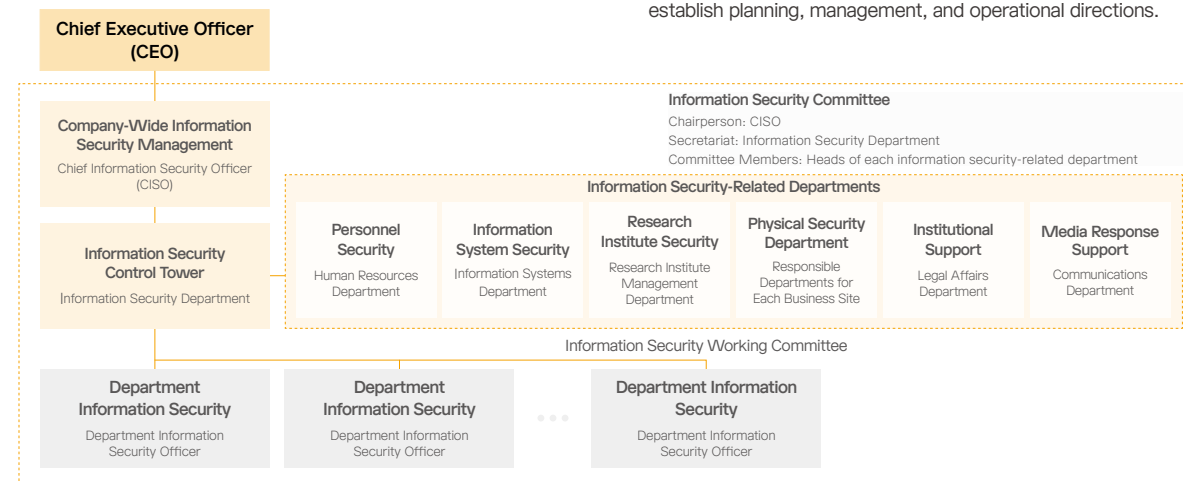 establish planning, management, and operational directions.
Chief Executive Officer
(CEO)
Company-Wide Information
Security Management
Chief Information Security Officer
(CISO)
Information Security Committee
Chairperson: CISO
Secretariat: Information Security Department
Committee Members: Heads of each information security-related department
Information Security
Control Tower
Information Security Department
Information Security-Related Departments
Personnel
Security
Human Resources
Department
Information
System Security
Information Systems
Department
Research
Institute Security
Research Institute
Management
Department
Physical Security
Department
Responsible
Departments for
Each Business Site
Institutional
Support
Legal Affairs
Department
Media Response
Support
Communications
Department
Information Security Working Committee
Department
Information Security
Department Information
Security Officer
Department
Information Security
Department Information
Security Officer
Department Information
Security
Department Information
Security Officer